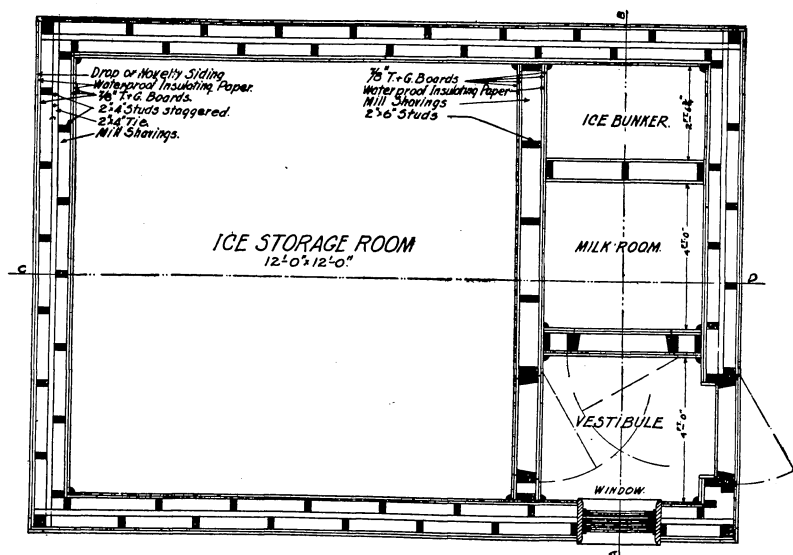 B
Drop or Novelty Siding
Waterproof Insulating Paper.
7/8" T.+G. Boards.
2"x4" Studs staggered.
2"x4" Tie.
Mill Shavings.
7/8" T.+G. Boards
Waterproof Insulating Paper
Mill Shavings
2"x6" Studs
ICE BUNKER.
ICE STORAGE ROOM
12'-0"x12'-0"
MILK ROOM.
4'-0"
C
D
VESTIBULE
4'-0"
WINDOW.
A